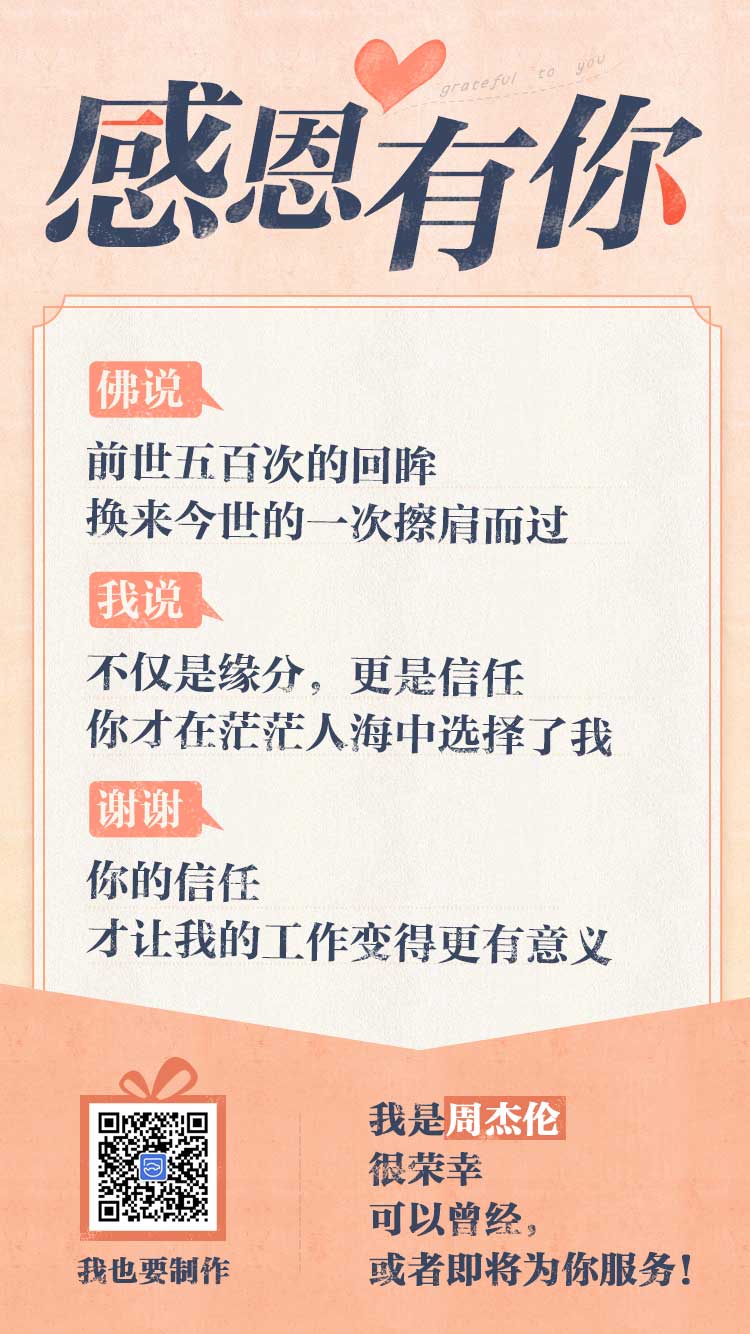 grateful to you
感恩有你
佛说
前世五百次的回眸
换来今世的一次擦肩而过
我说
不仅是缘分，更是信任
你才在茫茫人海中选择了我
谢谢
你的信任
才让我的工作变得更有意义
我是周杰伦
很荣幸
可以曾经，
或者即将为你服务！
我也要制作